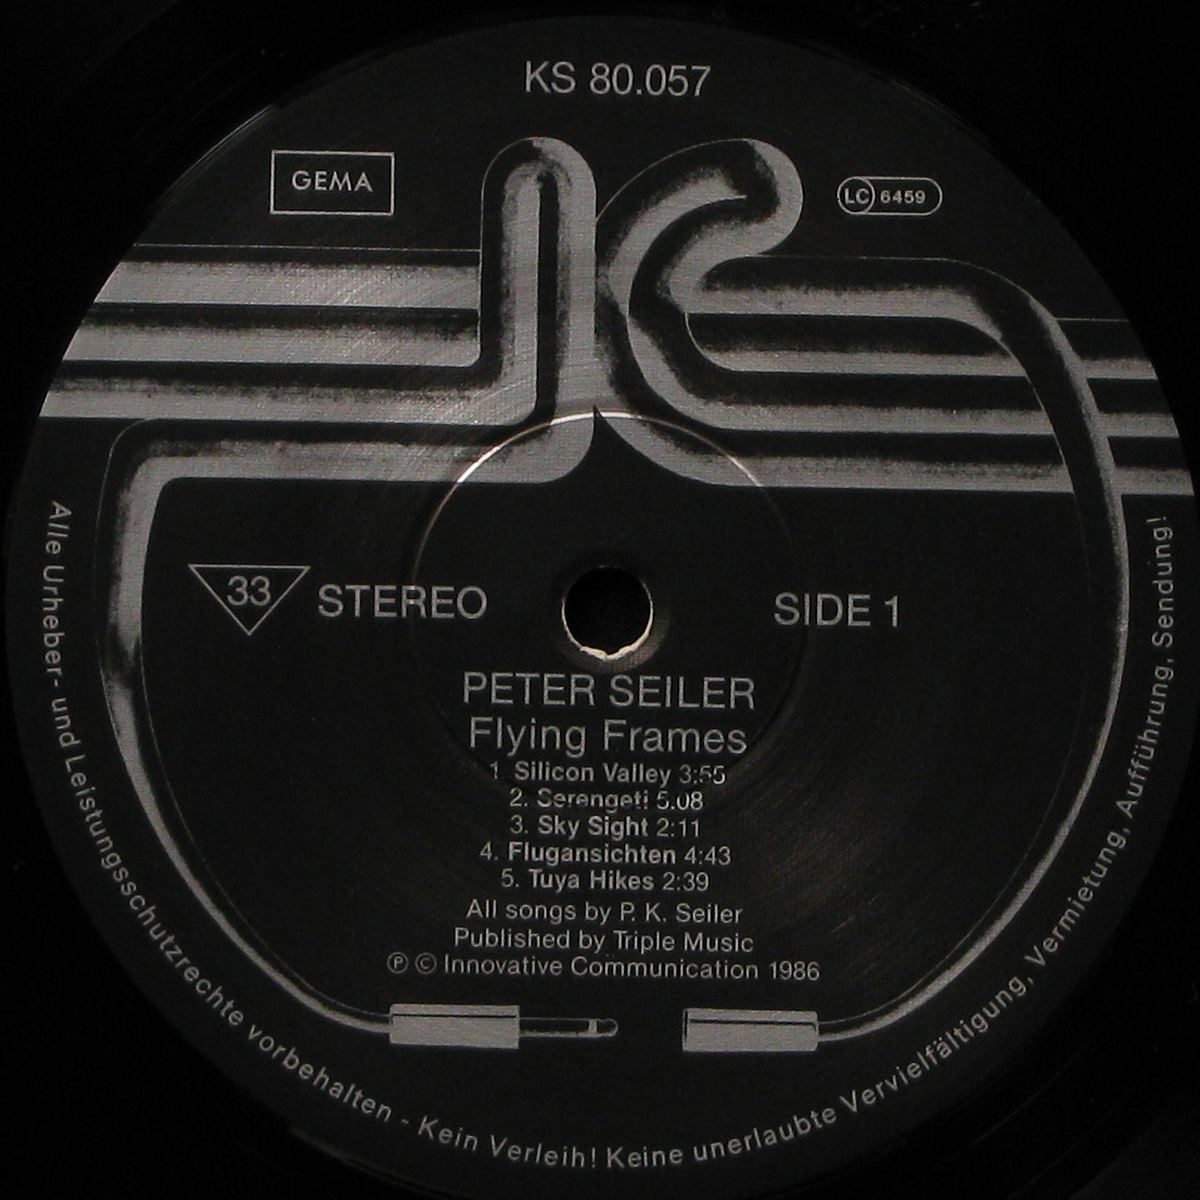 KS 80.057
GEMA
LC 6459
33 STEREO
SIDE 1
PETER SEILER
Flying Frames
1. Silicon Valley 3:55
2. Serengeti 5.08
3. Sky Sight 2:11
4. Flugansichten 4:43
5. Tuya Hikes 2:39
All songs by P. K. Seiler
Published by Triple Music
Ⓟ © Innovative Communication 1986
Alle Urheber- und Leistungsschutzrechte vorbehalten - Kein Verleih! Keine unerlaubte Vervielfältigung, Vermietung, Aufführung, Sendung!